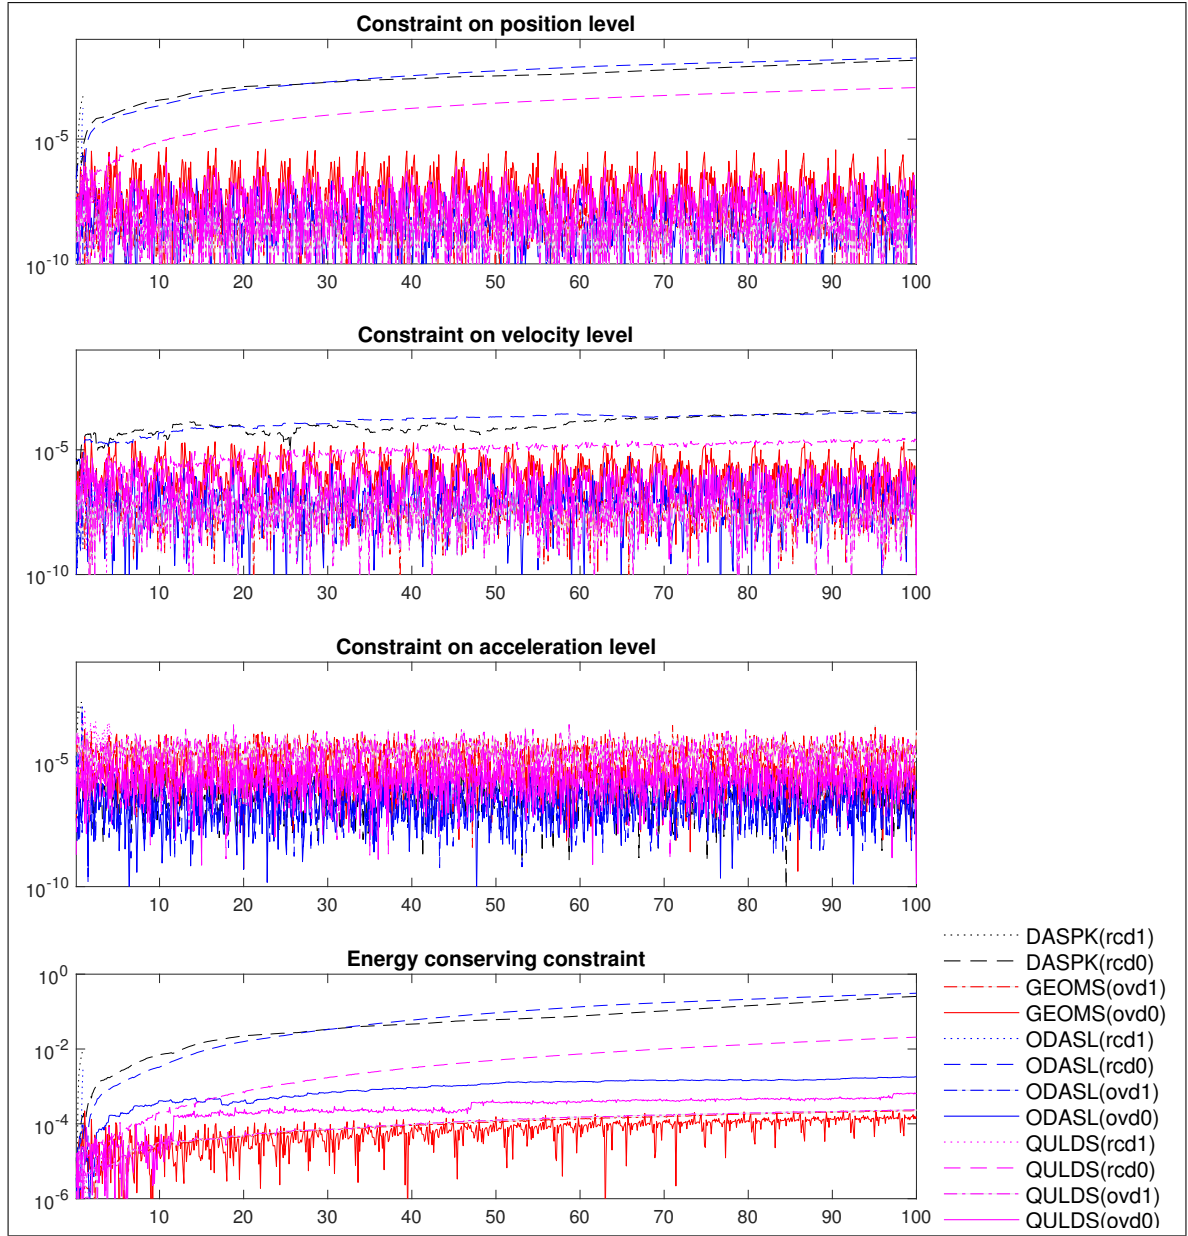 Constraint on position level
10^-5
10^-10
10 20 30 40 50 60 70 80 90 100
Constraint on velocity level
10^-5
10^-10
10 20 30 40 50 60 70 80 90 100
Constraint on acceleration level
10^-5
10^-10
10 20 30 40 50 60 70 80 90 100
Energy conserving constraint
10^0
10^-2
10^-4
10^-6
10 20 30 40 50 60 70 80 90 100
DASPK(rcd1)
DASPK(rcd0)
GEOMS(ovd1)
GEOMS(ovd0)
ODASL(rcd1)
ODASL(rcd0)
ODASL(ovd1)
ODASL(ovd0)
QULDS(rcd1)
QULDS(rcd0)
QULDS(ovd1)
QULDS(ovd0)